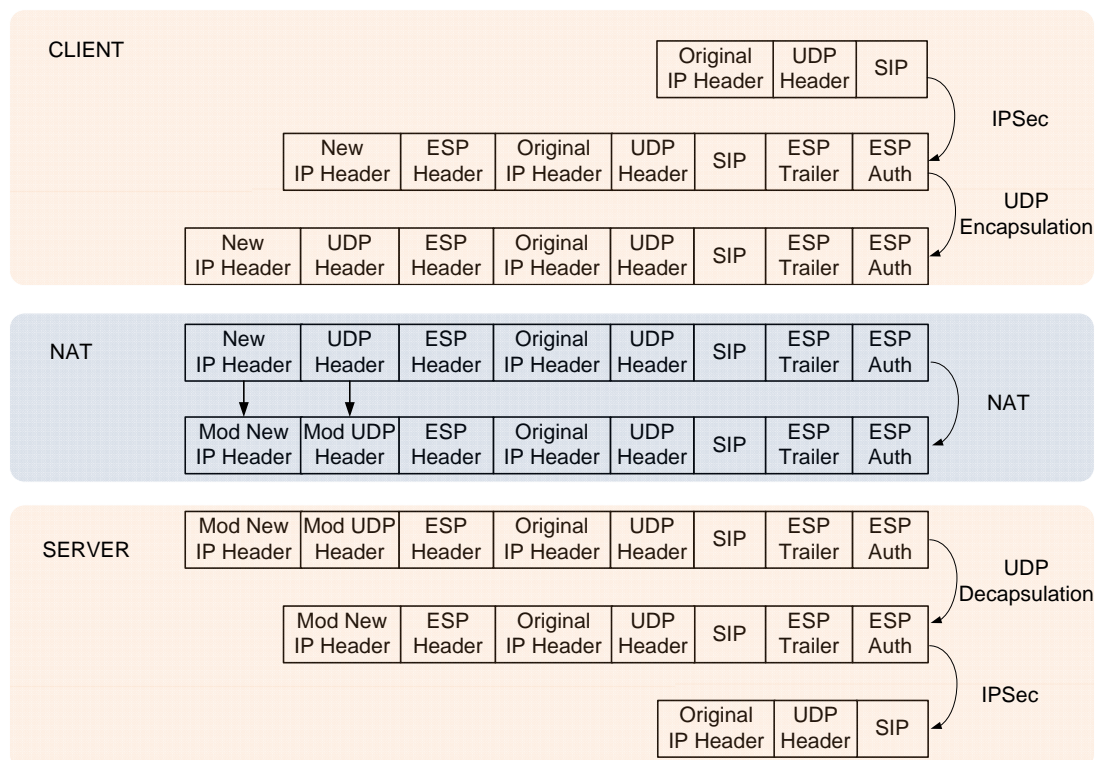 CLIENT
Original IP Header
UDP Header
SIP
IPSec
New IP Header
ESP Header
Original IP Header
UDP Header
SIP
ESP Trailer
ESP Auth
UDP Encapsulation
New IP Header
UDP Header
ESP Header
Original IP Header
UDP Header
SIP
ESP Trailer
ESP Auth
NAT
New IP Header
UDP Header
ESP Header
Original IP Header
UDP Header
SIP
ESP Trailer
ESP Auth
NAT
Mod New IP Header
Mod UDP Header
ESP Header
Original IP Header
UDP Header
SIP
ESP Trailer
ESP Auth
SERVER
Mod New IP Header
Mod UDP Header
ESP Header
Original IP Header
UDP Header
SIP
ESP Trailer
ESP Auth
UDP Decapsulation
Mod New IP Header
ESP Header
Original IP Header
UDP Header
SIP
ESP Trailer
ESP Auth
IPSec
Original IP Header
UDP Header
SIP